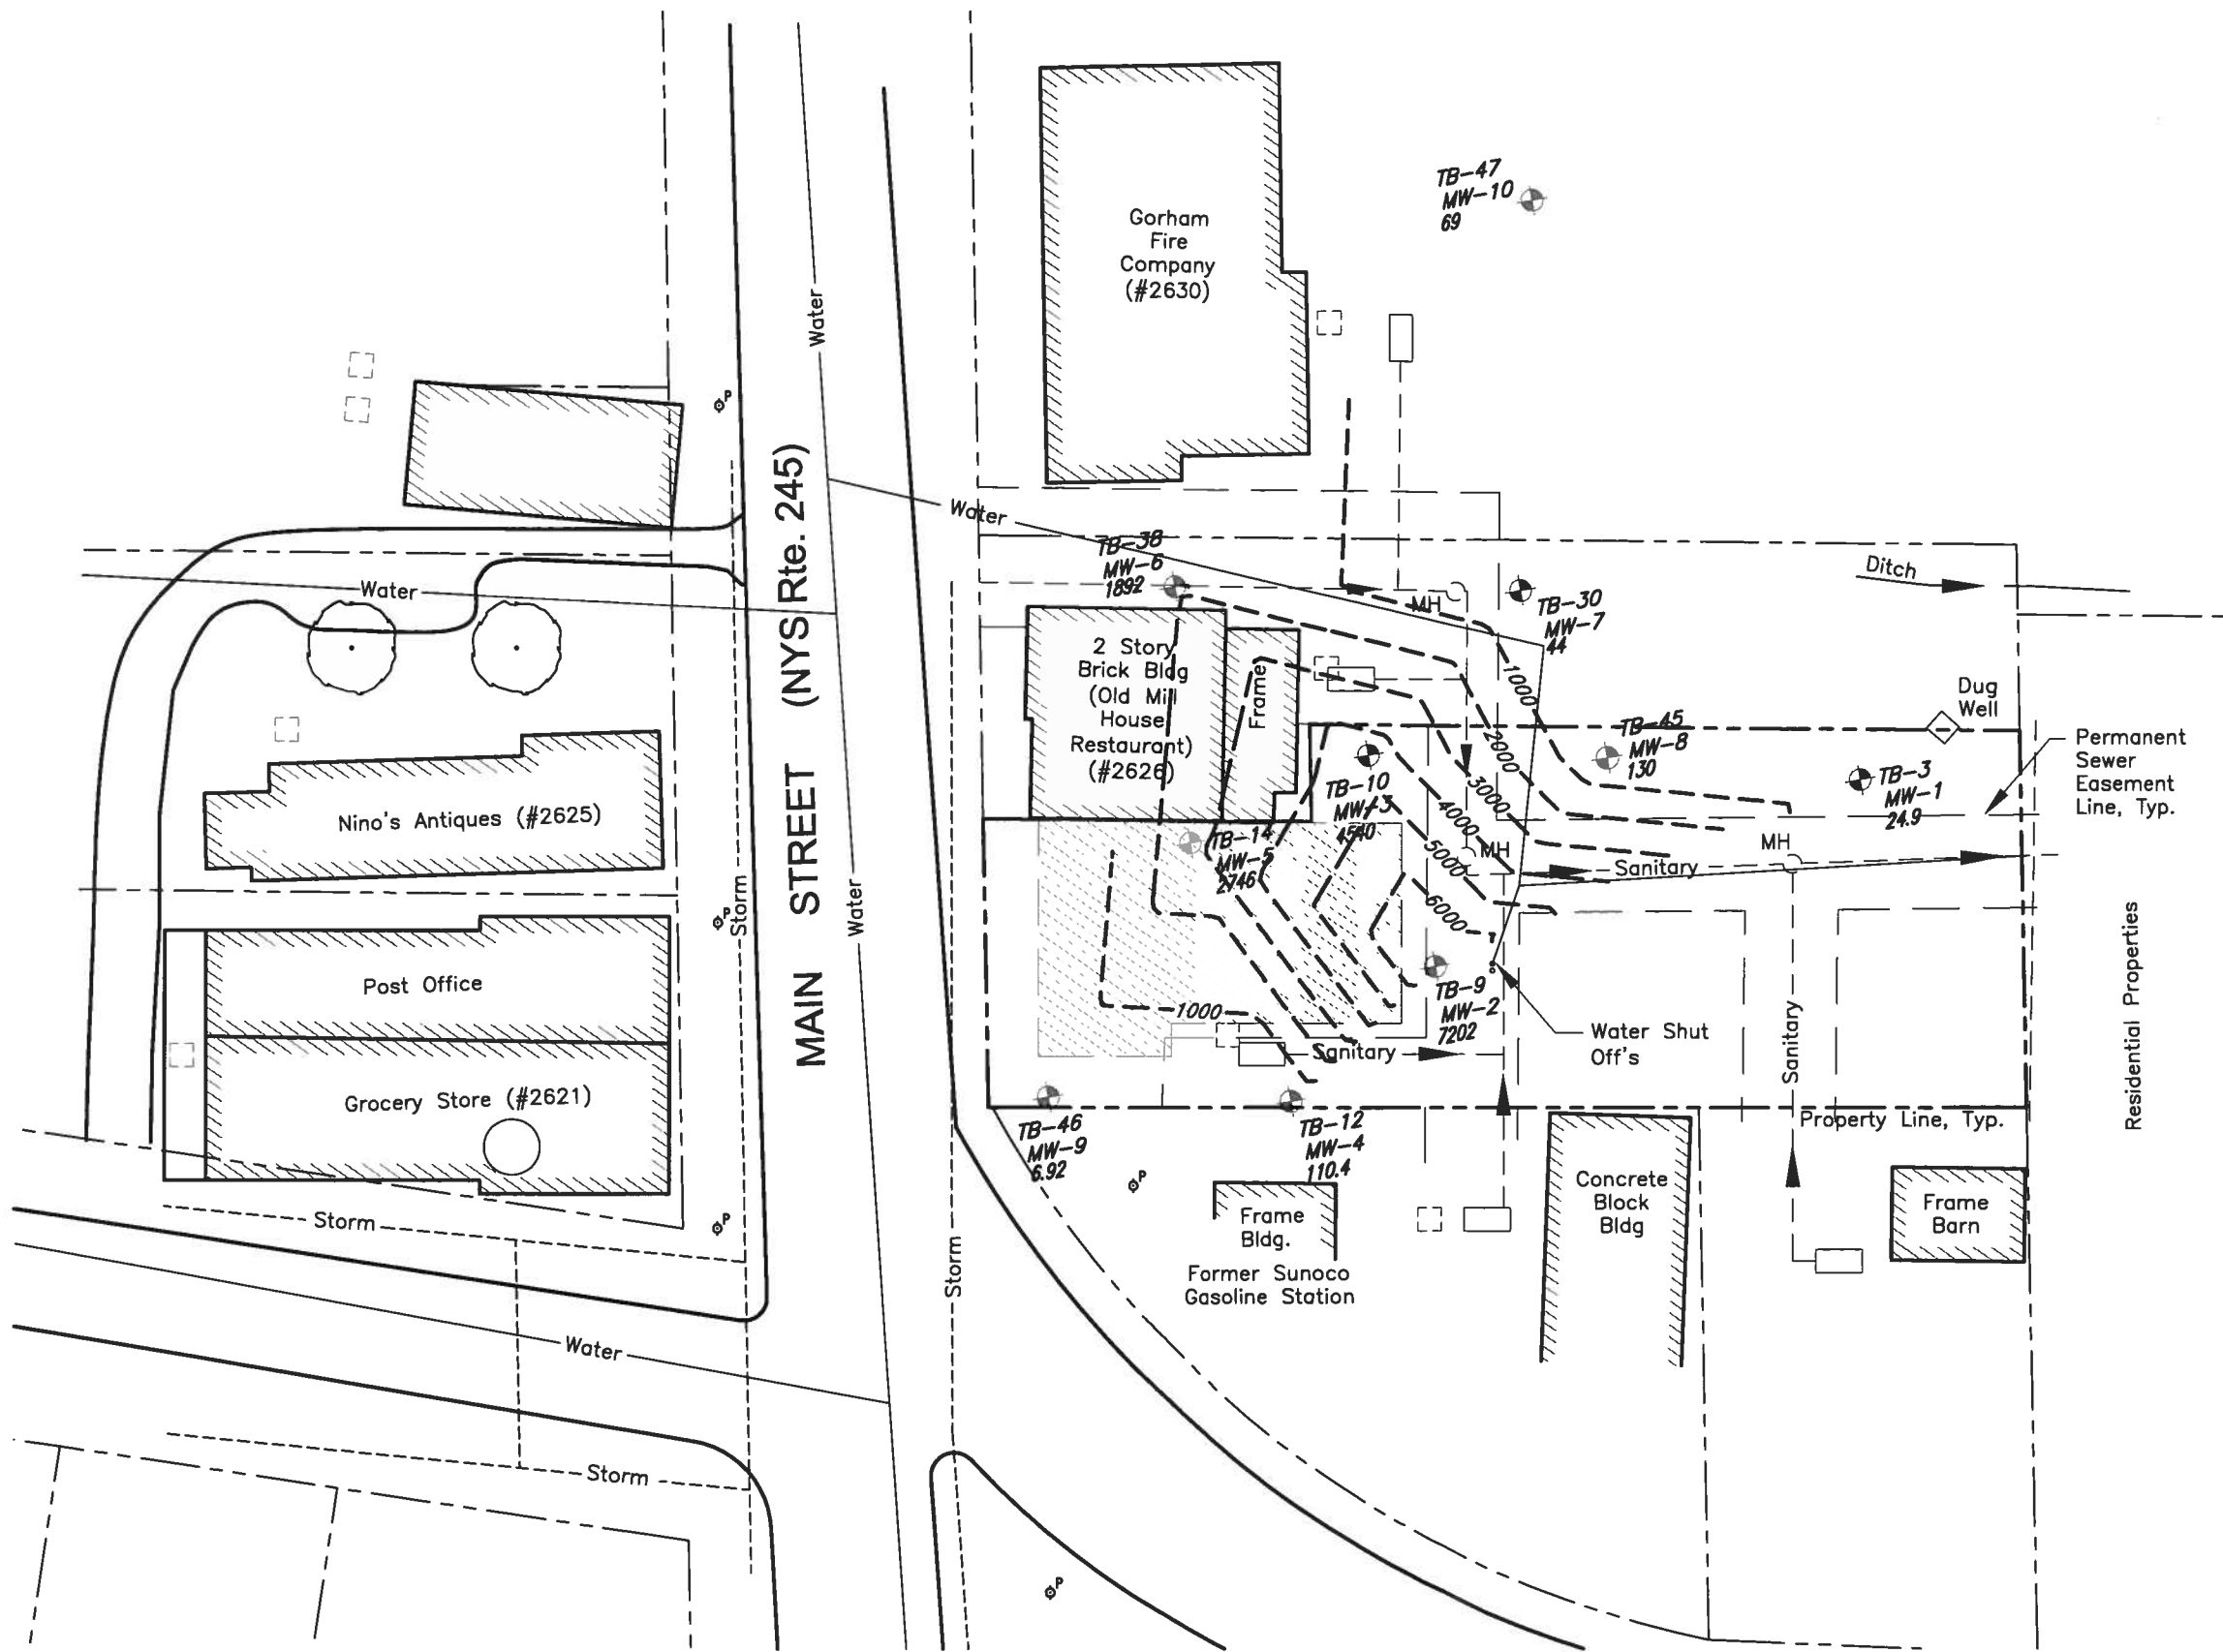 TB-47
MW-10
69
Gorham
Fire
Company
(#2630)
Water
P
MAIN STREET (NYSRte. 245)
Water
TB-38
MW-6
1892
MH
TB-30
MW-7
44
Ditch
Water
2 Story
Brick Bldg
(Old Mill
House
Restaurant)
(#2626)
Frame
1000
2000
3000
4000
5000
6000
TB-45
MW-8
130
Dug
Well
TB-3
MW-1
24.9
Permanent
Sewer
Easement
Line, Typ.
TB-10
MW-3
4540
Nino's Antiques (#2625)
TB-14
MW-5
2746
MH
MH
Sanitary
P
Storm
Water
Post Office
1000
TB-9
MW-2
7202
Water Shut
Off's
Sanitary
Sanitary
Residential Properties
Grocery Store (#2621)
TB-46
MW-9
6.92
TB-12
MW-4
110.4
Property Line, Typ.
P
P
Frame
Bldg.
Former Sunoco
Gasoline Station
Concrete
Block
Bldg
Frame
Barn
Storm
Storm
Water
Storm
P